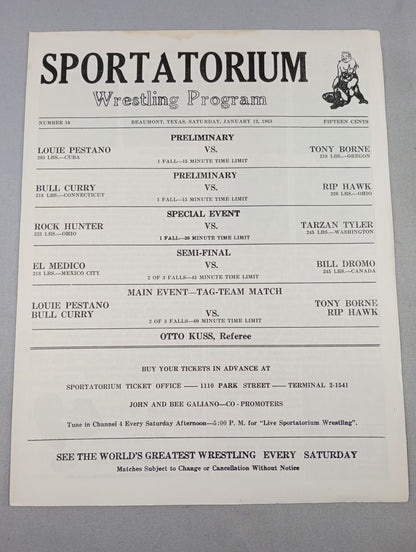 SPORTATORIUM
Wrestling Program
NUMBER 16 BEAUMONT, TEXAS, SATURDAY, JANUARY 12, 1963 FIFTEEN CENTS
PRELIMINARY
LOUIE PESTANO VS. TONY BORNE
205 LBS.—CUBA 1 FALL—15 MINUTE TIME LIMIT 218 LBS.—OREGON
PRELIMINARY
BULL CURRY VS. RIP HAWK
218 LBS.—CONNECTICUT 1 FALL—15 MINUTE TIME LIMIT 226 LBS.—OHIO
SPECIAL EVENT
ROCK HUNTER VS. TARZAN TYLER
235 LBS.—OHIO 1 FALL—30 MINUTE TIME LIMIT 245 LBS.—WASHINGTON
SEMI-FINAL
EL MEDICO VS. BILL DROMO
218 LBS.—MEXICO CITY 2 OF 3 FALLS—45 MINUTE TIME LIMIT 245 LBS.—CANADA
MAIN EVENT—TAG-TEAM MATCH
LOUIE PESTANO TONY BORNE
BULL CURRY VS. RIP HAWK
2 OF 3 FALLS—60 MINUTE TIME LIMIT
OTTO KUSS, Referee
BUY YOUR TICKETS IN ADVANCE AT
SPORTATORIUM TICKET OFFICE —— 1110 PARK STREET —— TERMINAL 2-1541
JOHN AND BEE GALIANO—CO-PROMOTERS
Tune in Channel 4 Every Saturday Afternoon—5:00 P. M. for "Live Sportatorium Wrestling".
SEE THE WORLD'S GREATEST WRESTLING EVERY SATURDAY
Matches Subject to Change or Cancellation Without Notice